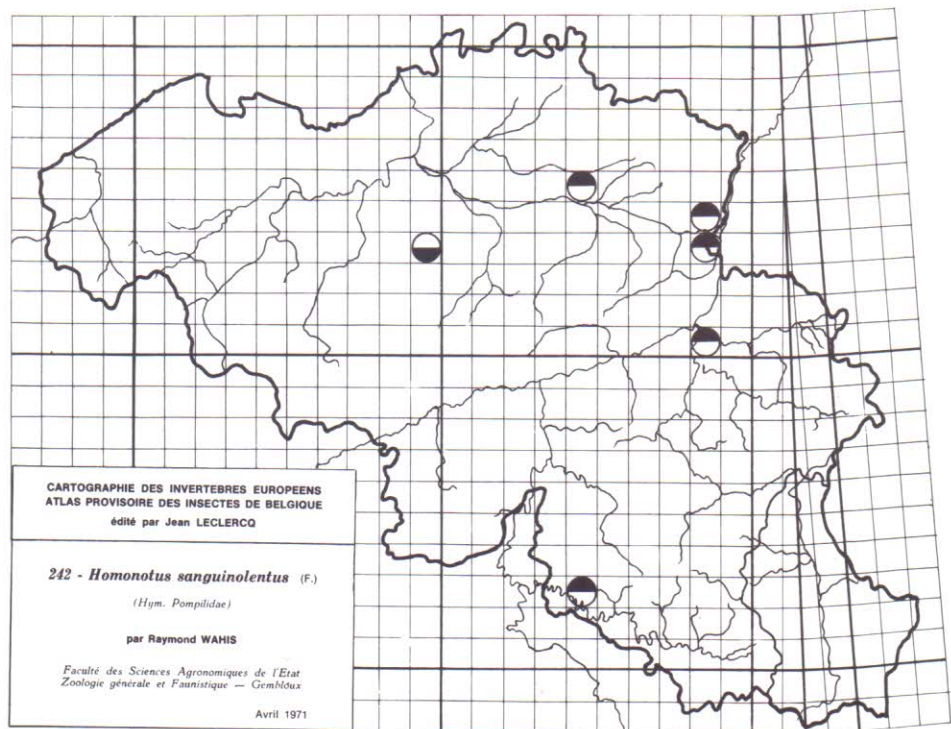 CARTOGRAPHIE DES INVERTEBRES EUROPEENS
ATLAS PROVISOIRE DES INSECTES DE BELGIQUE
édité par Jean LECLERCQ
242 - Homonotus sanguinolentus (F.)
(Hym. Pompilidae)
par Raymond WAHIS
Faculté des Sciences Agronomiques de l'Etat
Zoologie générale et Faunistique — Gembloux
Avril 1971